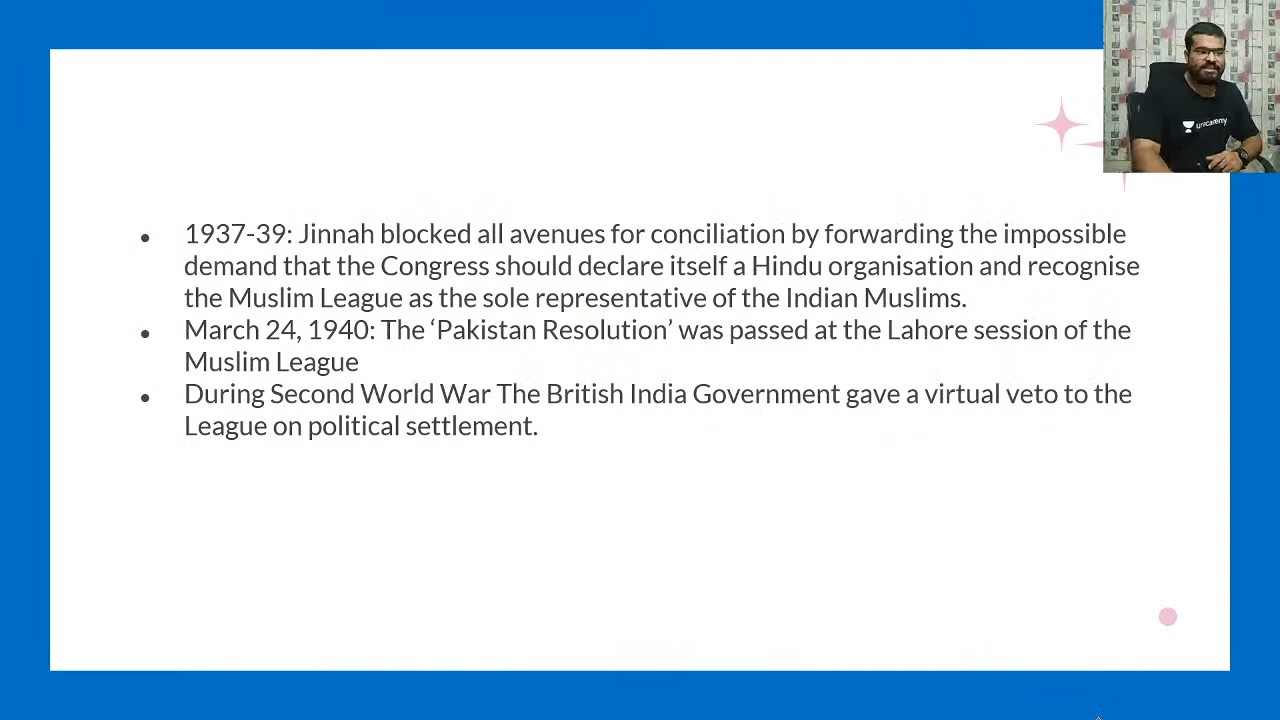 unacademy
● 1937-39: Jinnah blocked all avenues for conciliation by forwarding the impossible
demand that the Congress should declare itself a Hindu organisation and recognise
the Muslim League as the sole representative of the Indian Muslims.
● March 24, 1940: The ‘Pakistan Resolution’ was passed at the Lahore session of the
Muslim League
● During Second World War The British India Government gave a virtual veto to the
League on political settlement.